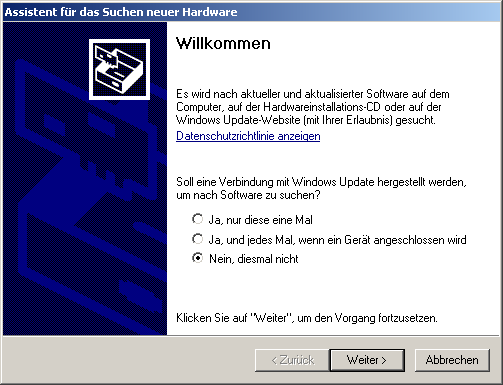 Assistent für das Suchen neuer Hardware
Willkommen
Es wird nach aktueller und aktualisierter Software auf dem
Computer, auf der Hardwareinstallations-CD oder auf der
Windows Update-Website (mit Ihrer Erlaubnis) gesucht.
Datenschutzrichtlinie anzeigen
Soll eine Verbindung mit Windows Update hergestellt werden,
um nach Software zu suchen?
Ja, nur diese eine Mal
Ja, und jedes Mal, wenn ein Gerät angeschlossen wird
Nein, diesmal nicht
Klicken Sie auf "Weiter", um den Vorgang fortzusetzen.
< Zurück Weiter > Abbrechen